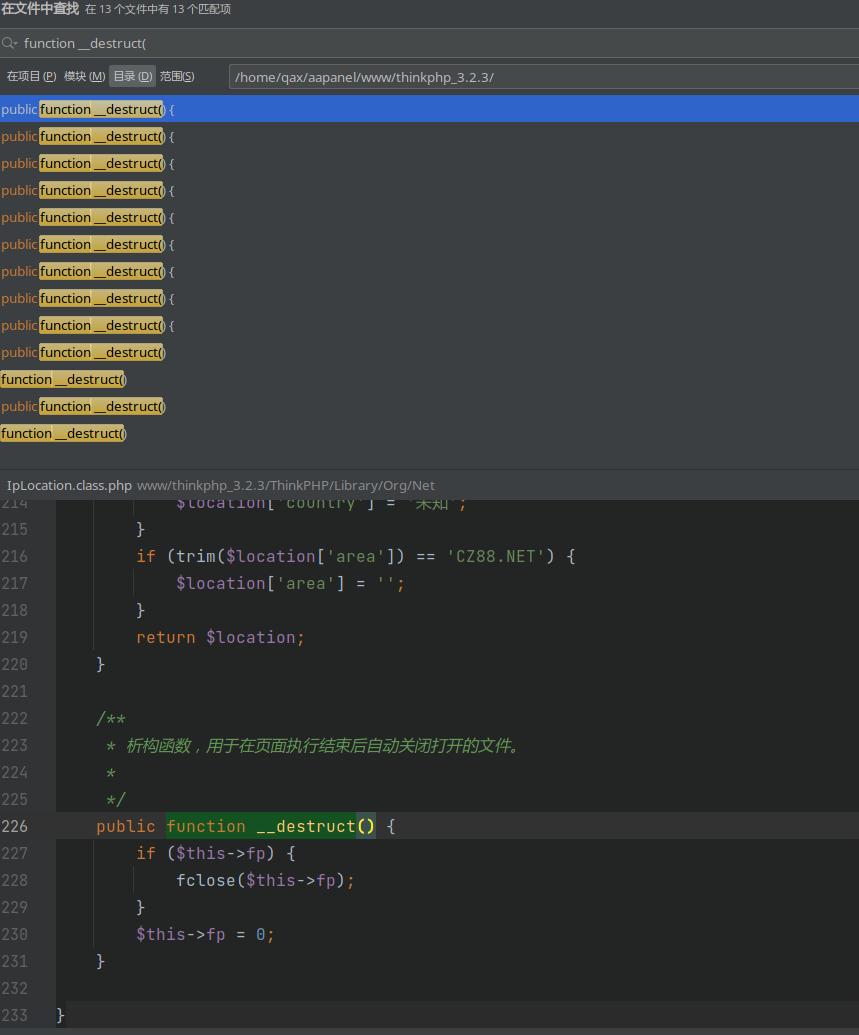 在文件中查找 在 13 个文件中有 13 个匹配项
function __destruct(
在项目 (P) 模块 (M) 目录 (D) 范围(S) /home/qax/aapanel/www/thinkphp_3.2.3/
public function __destruct() {
public function __destruct() {
public function __destruct() {
public function __destruct() {
public function __destruct() {
public function __destruct() {
public function __destruct() {
public function __destruct() {
public function __destruct() {
public function __destruct()
function __destruct()
public function __destruct()
function __destruct()
IpLocation.class.php www/thinkphp_3.2.3/ThinkPHP/Library/Org/Net
214 $location['country'] = '未知';
215 }
216 if (trim($location['area']) == 'CZ88.NET') {
217 $location['area'] = '';
218 }
219 return $location;
220 }
221
222 /**
223 * 析构函数，用于在页面执行结束后自动关闭打开的文件。
224 *
225 */
226 public function __destruct() {
227 if ($this->fp) {
228 fclose($this->fp);
229 }
230 $this->fp = 0;
231 }
232
233 }